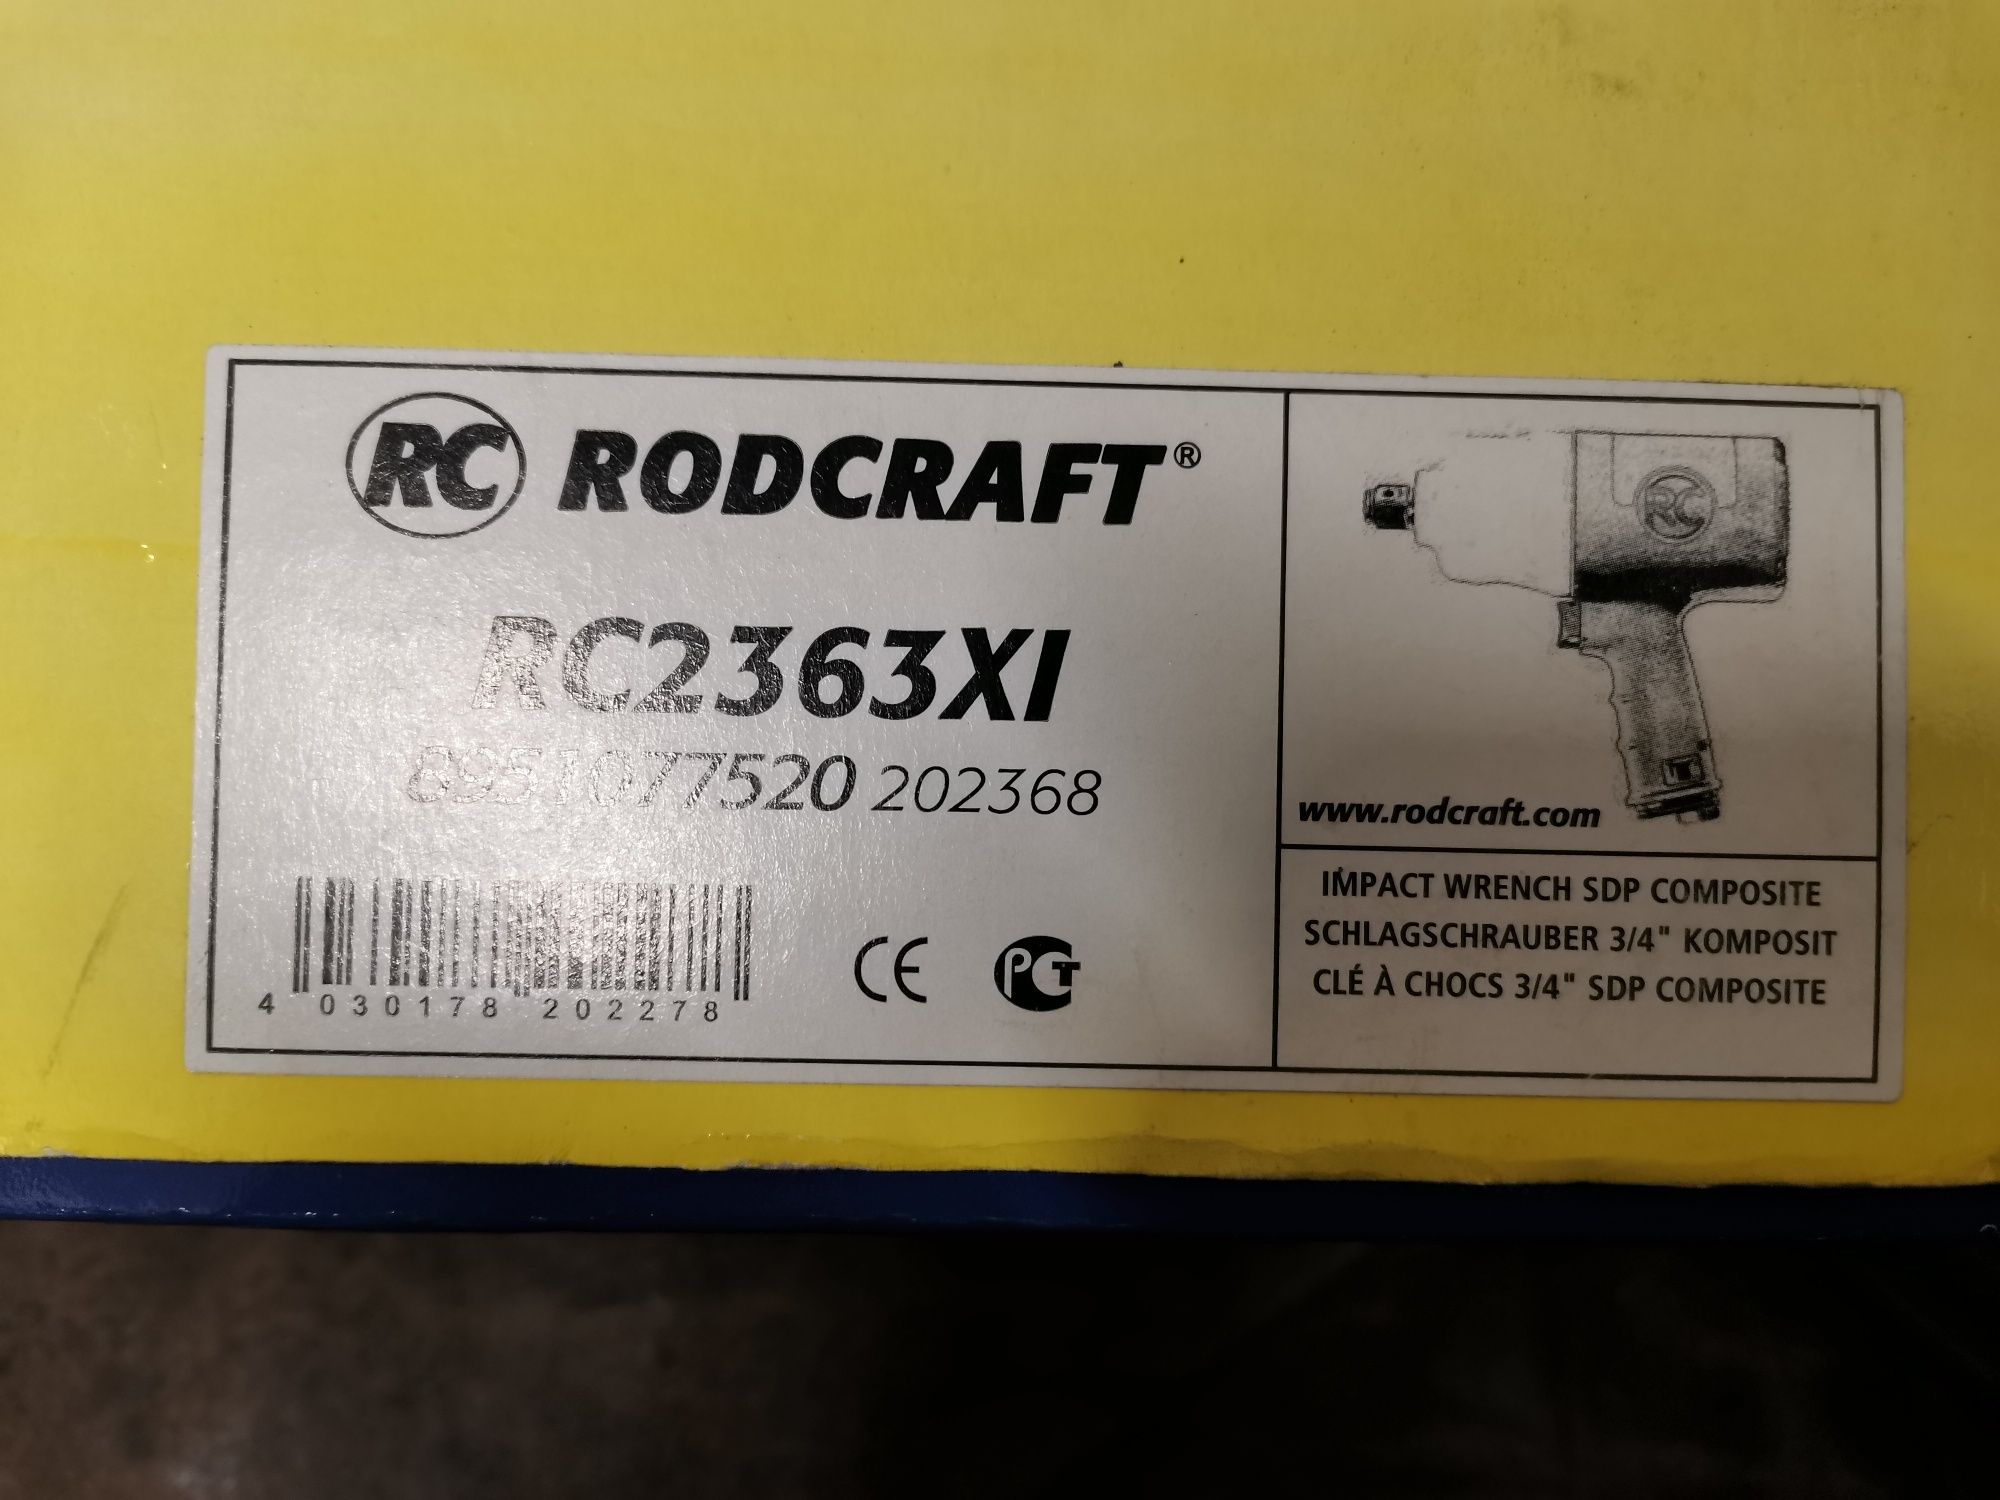 RC RODCRAFT®
RC2363XI
8951077520 202368
4 030178 202278
CE PCT
RC
www.rodcraft.com
IMPACT WRENCH SDP COMPOSITE
SCHLAGSCHRAUBER 3/4" KOMPOSIT
CLÉ À CHOCS 3/4" SDP COMPOSITE